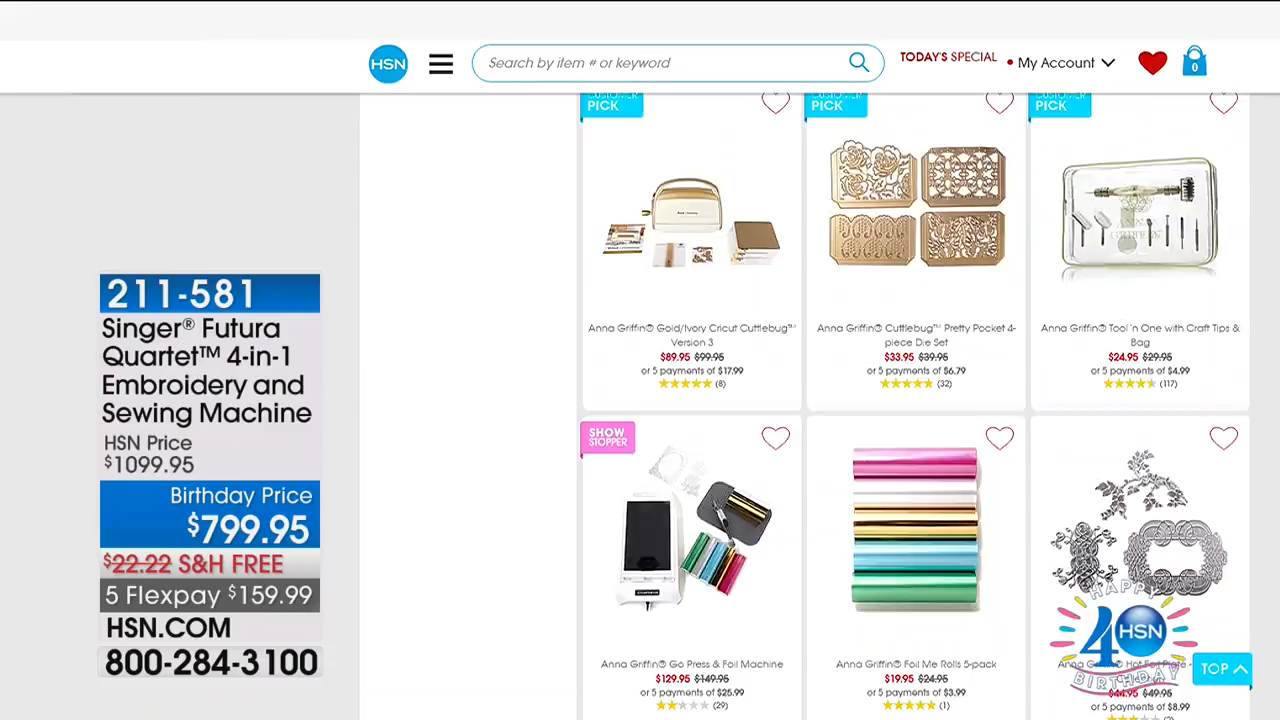 HSN
Search by item # or keyword
TODAY'S SPECIAL
My Account
0
CUSTOMER
PICK
CUSTOMER
PICK
CUSTOMER
PICK
Anna Griffin® Gold/Ivory Cricut Cuttlebug™
Version 3
$89.95 $99.95
or 5 payments of $17.99
(8)
Anna Griffin® Cuttlebug™ Pretty Pocket 4-
piece Die Set
$33.95 $39.95
or 5 payments of $6.79
(32)
Anna Griffin® Tool 'n One with Craft Tips &
Bag
$24.95 $29.95
or 5 payments of $4.99
(117)
211-581
Singer® Futura
Quartet™ 4-in-1
Embroidery and
Sewing Machine
HSN Price
$1099.95
Birthday Price
$799.95
$22.22 S&H FREE
5 Flexpay $159.99
HSN.COM
800-284-3100
SHOW
STOPPER
Anna Griffin® Go Press & Foil Machine
$129.95 $149.95
or 5 payments of $25.99
(29)
Anna Griffin® Foil Me Rolls 5-pack
$19.95 $24.95
or 5 payments of $3.99
(1)
Anna Griffin® Hot Foil Plate -
$44.95 $49.95
or 5 payments of $8.99
HAPPY
40 HSN
BIRTHDAY
TOP